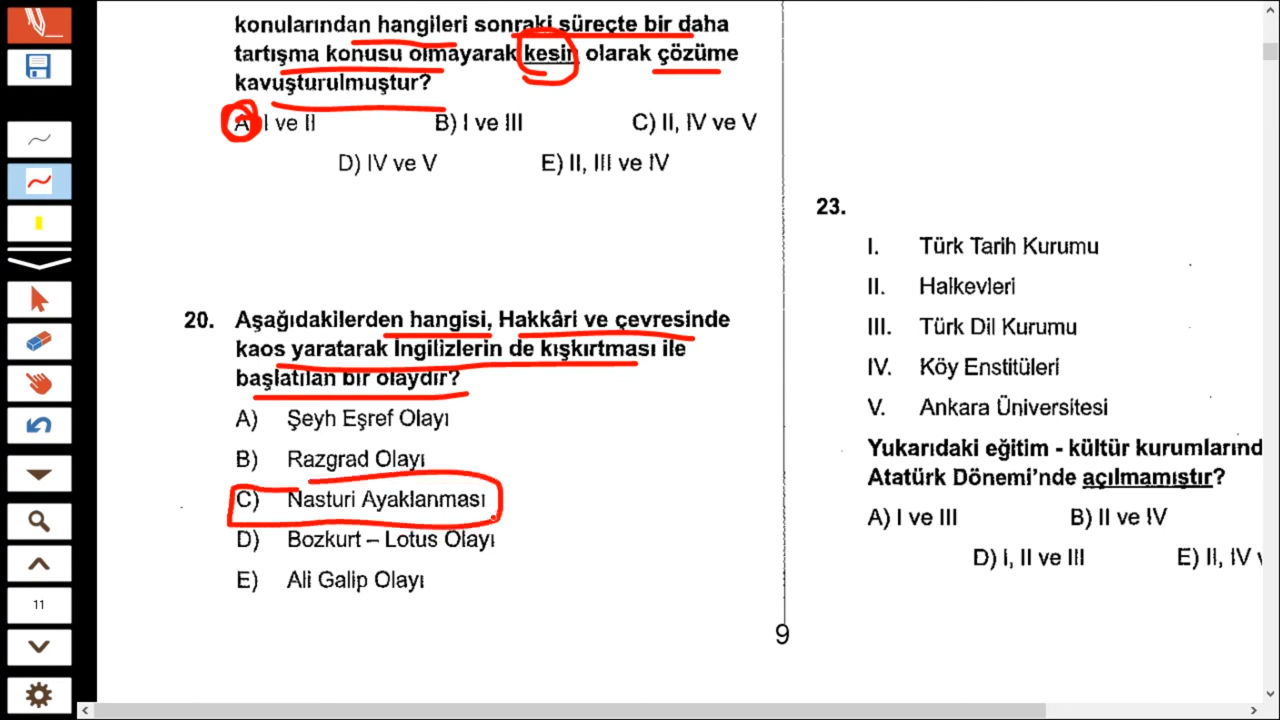 konularından hangileri sonraki süreçte bir daha
tartışma konusu olmayarak kesin olarak çözüme
kavuşturulmuştur?
A) I ve II B) I ve III C) II, IV ve V
D) IV ve V E) II, III ve IV
20. Aşağıdakilerden hangisi, Hakkâri ve çevresinde
kaos yaratarak İngilizlerin de kışkırtması ile
başlatılan bir olaydır?
A) Şeyh Eşref Olayı
B) Razgrad Olayı
C) Nasturi Ayaklanması
D) Bozkurt – Lotus Olayı
E) Ali Galip Olayı
9
23.
I. Türk Tarih Kurumu
II. Halkevleri
III. Türk Dil Kurumu
IV. Köy Enstitüleri
V. Ankara Üniversitesi
Yukarıdaki eğitim - kültür kurumlarınd
Atatürk Dönemi'nde açılmamıştır?
A) I ve III B) II ve IV
D) I, II ve III E) II, IV
11